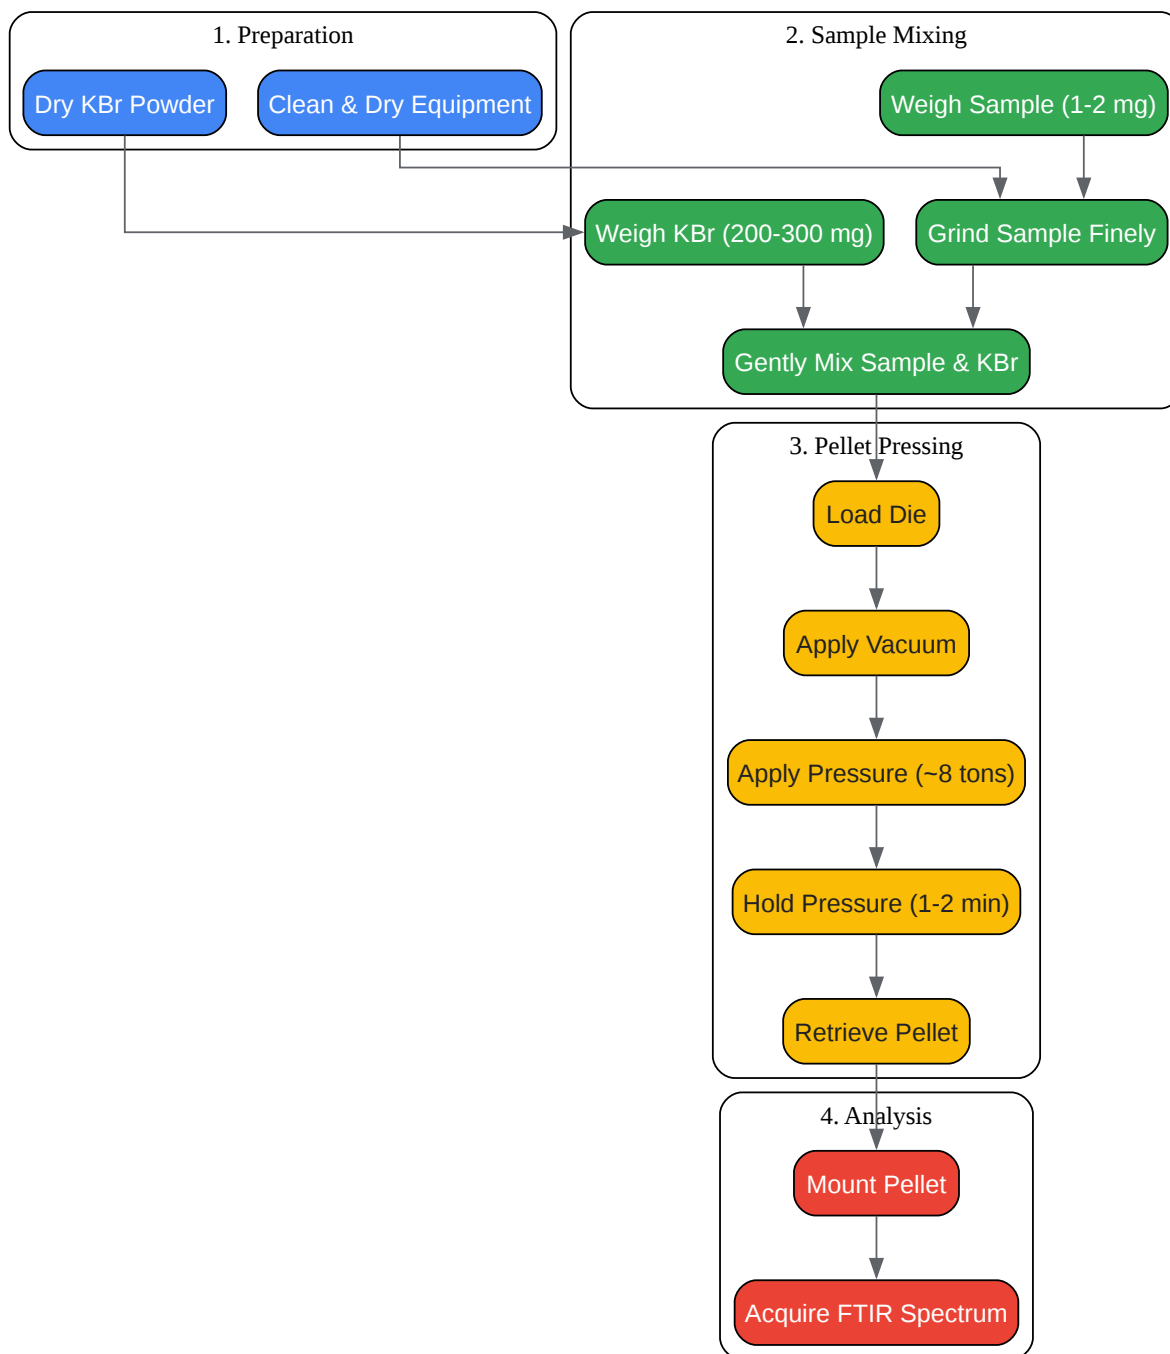 1. Preparation
Dry KBr Powder
Clean & Dry Equipment
2. Sample Mixing
Weigh Sample (1-2 mg)
Weigh KBr (200-300 mg)
Grind Sample Finely
Gently Mix Sample & KBr
3. Pellet Pressing
Load Die
Apply Vacuum
Apply Pressure (~8 tons)
Hold Pressure (1-2 min)
Retrieve Pellet
4. Analysis
Mount Pellet
Acquire FTIR Spectrum